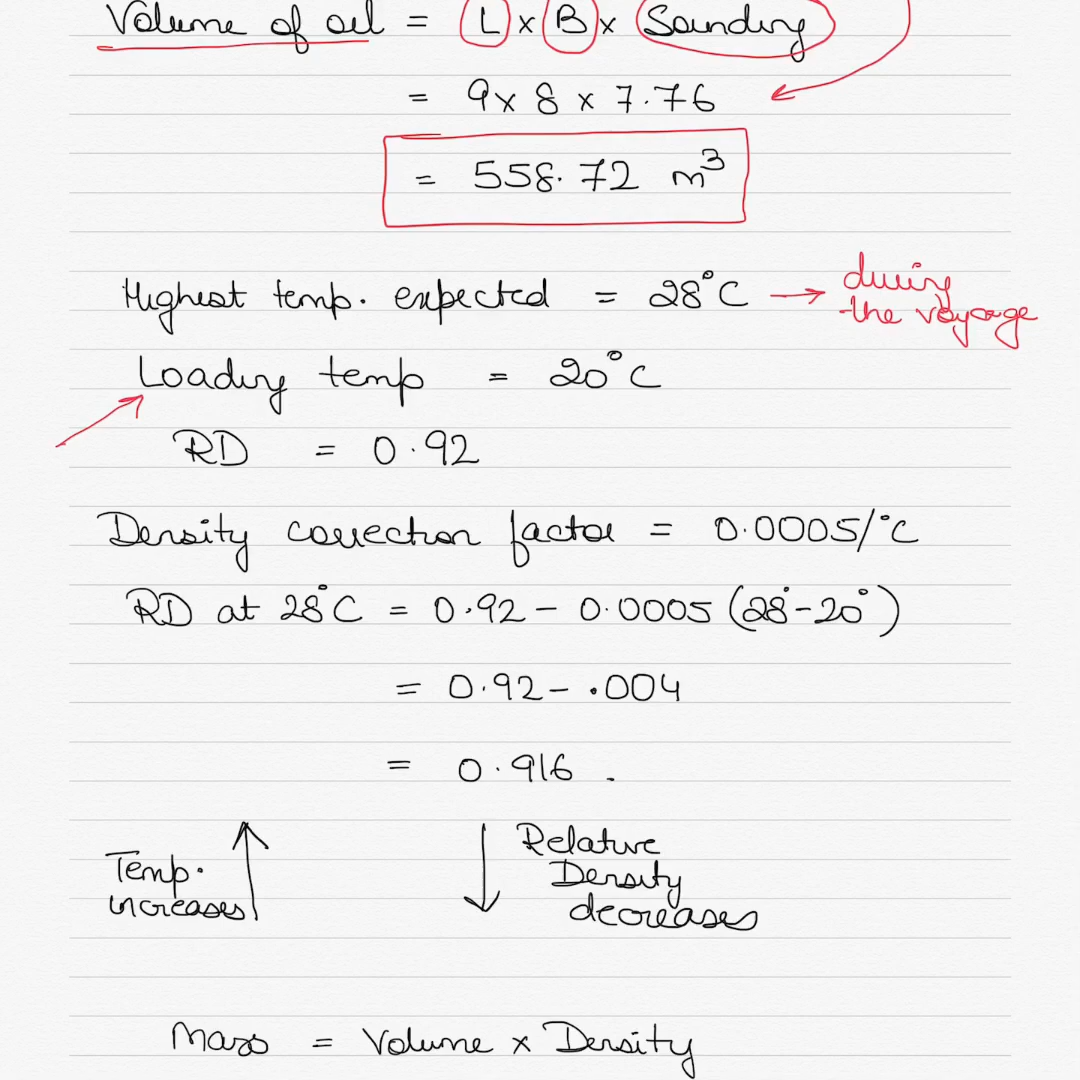 Volume of oil = L × B × Sounding
= 9 × 8 × 7.76
= 558.72 m³
Highest temp. expected = 28°C → during
the voyage
Loading temp = 20°C
RD = 0.92
Density correction factor = 0.0005/°C
RD at 28°C = 0.92 - 0.0005 (28° - 20°)
= 0.92 - .004
= 0.916 .
Temp.
increases
Relative
Density
decreases
Mass = Volume × Density